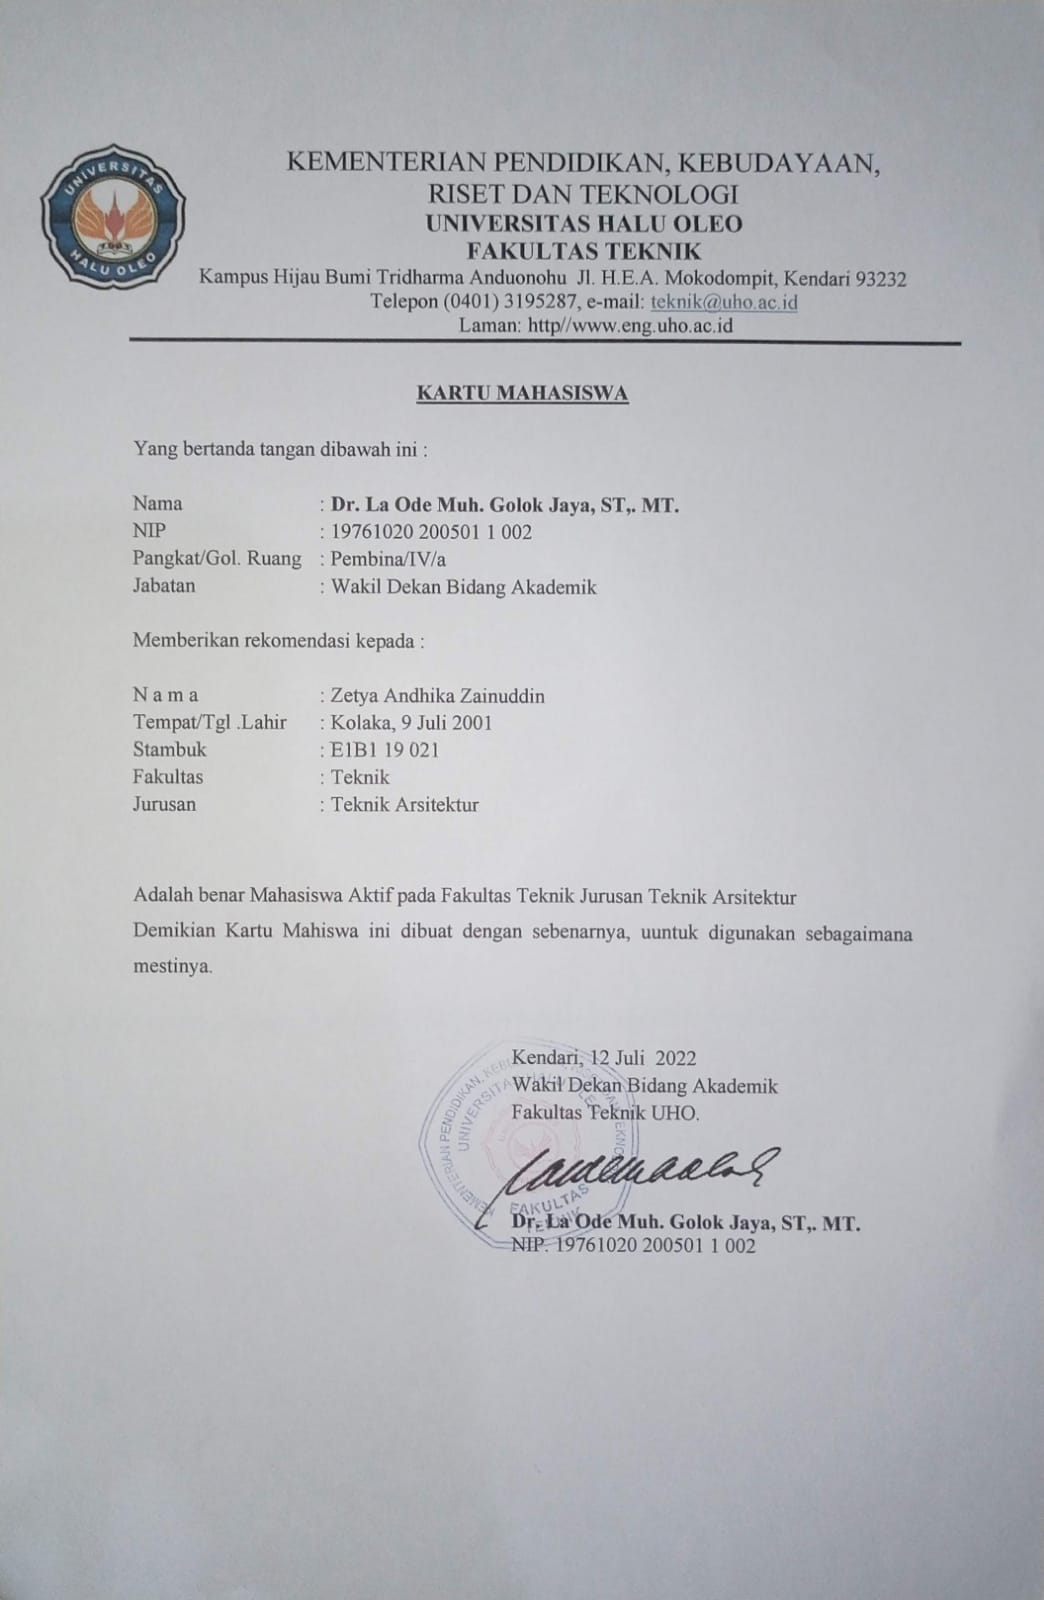 UNIVERSITAS
HALU OLEO
KEMENTERIAN PENDIDIKAN, KEBUDAYAAN,
RISET DAN TEKNOLOGI
UNIVERSITAS HALU OLEO
FAKULTAS TEKNIK
Kampus Hijau Bumi Tridharma Anduonohu Jl. H.E.A. Mokodompit, Kendari 93232
Telepon (0401) 3195287, e-mail: teknik@uho.ac.id
Laman: http//www.eng.uho.ac.id
KARTU MAHASISWA
Yang bertanda tangan dibawah ini :
Nama : Dr. La Ode Muh. Golok Jaya, ST,. MT.
NIP : 19761020 200501 1 002
Pangkat/Gol. Ruang : Pembina/IV/a
Jabatan : Wakil Dekan Bidang Akademik
Memberikan rekomendasi kepada :
N a m a : Zetya Andhika Zainuddin
Tempat/Tgl .Lahir : Kolaka, 9 Juli 2001
Stambuk : E1B1 19 021
Fakultas : Teknik
Jurusan : Teknik Arsitektur
Adalah benar Mahasiswa Aktif pada Fakultas Teknik Jurusan Teknik Arsitektur
Demikian Kartu Mahiswa ini dibuat dengan sebenarnya, uuntuk digunakan sebagaimana
mestinya.
Kendari, 12 Juli 2022
Wakil Dekan Bidang Akademik
Fakultas Teknik UHO.
KEMENTERIAN PENDIDIKAN,
UNIVERSITAS
FAKULTAS
TEKNIK
Dr. La Ode Muh. Golok Jaya, ST,. MT.
NIP. 19761020 200501 1 002